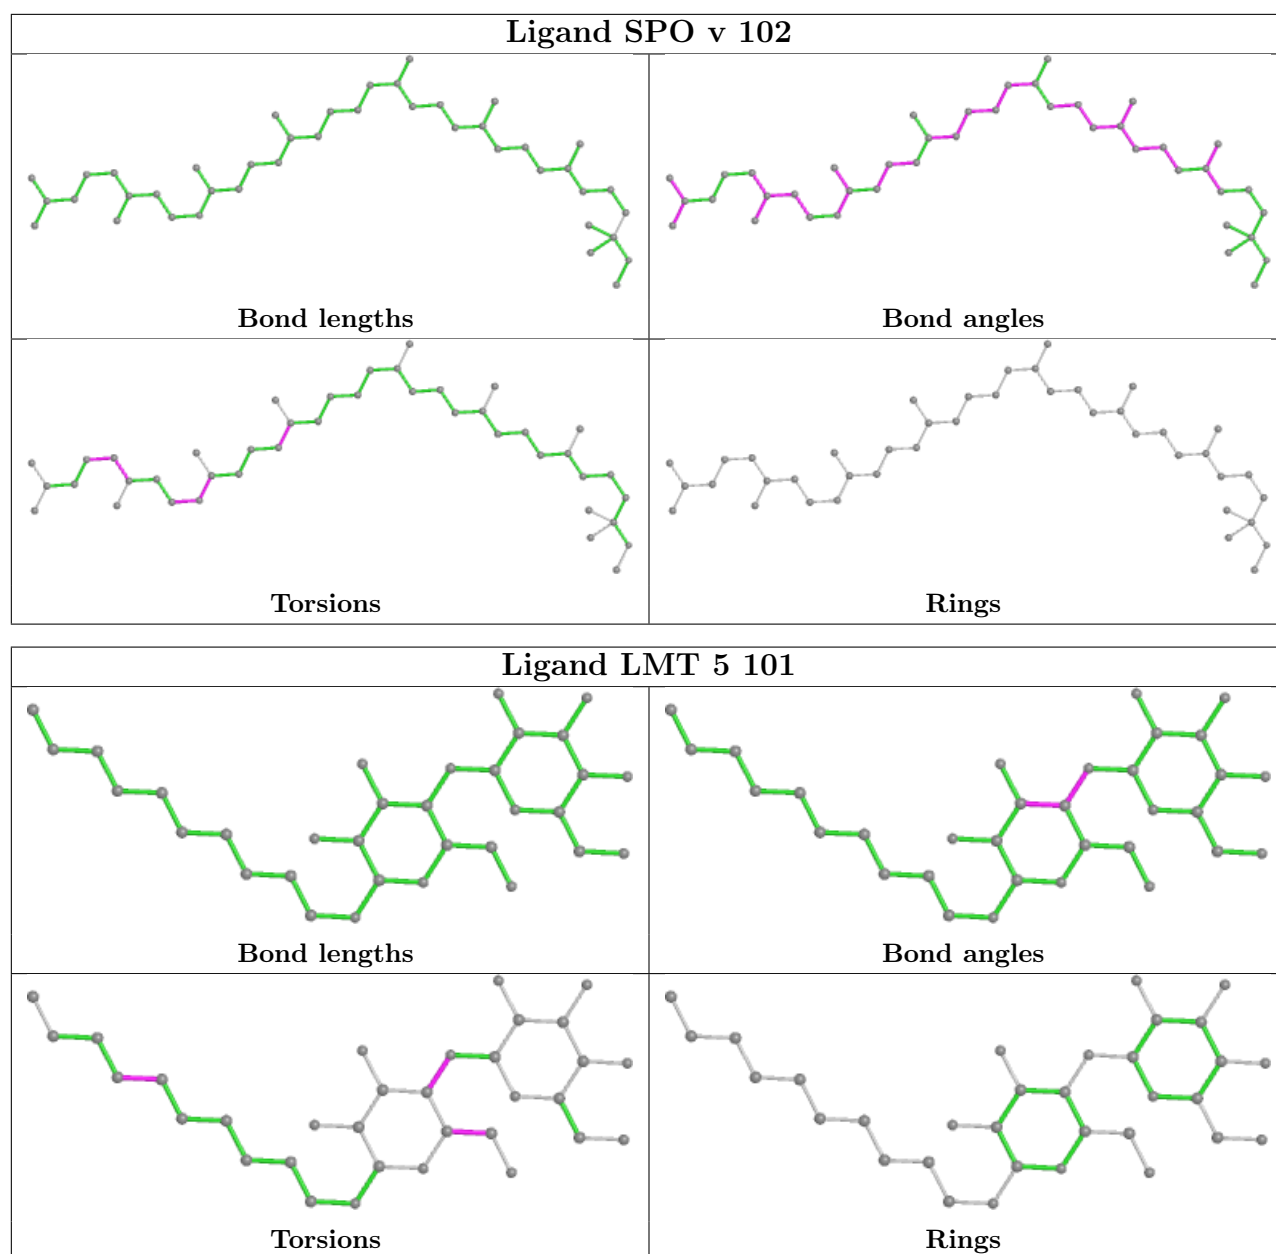 Ligand SPO v 102
Bond lengths
Bond angles
Torsions
Rings
Ligand LMT 5 101
Bond lengths
Bond angles
Torsions
Rings